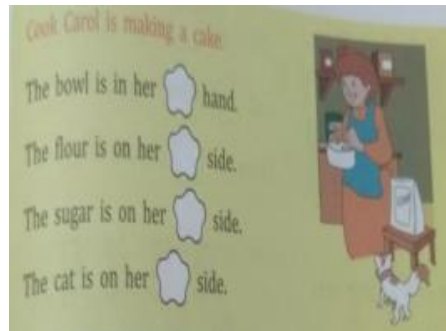 Cook Carol is making a cake.
The bowl is in her hand.
The flour is on her side.
The sugar is on her side.
The cat is on her side.